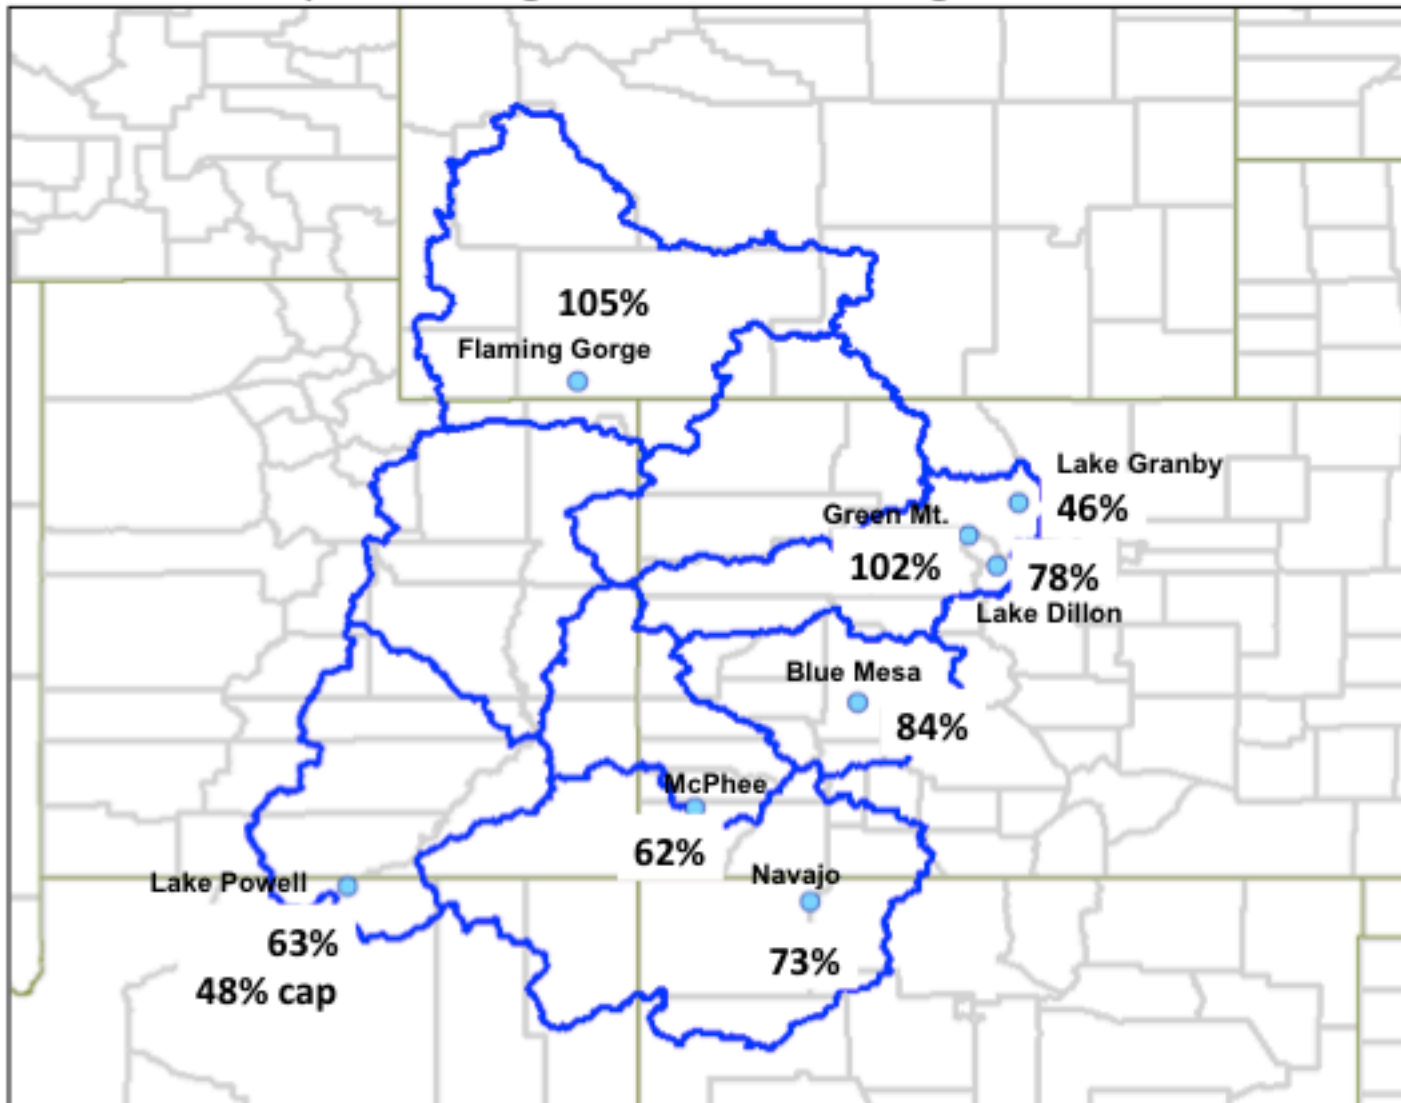 105%
Flaming Gorge
Lake Granby
46%
Green Mt.
102%
78%
Lake Dillon
Blue Mesa
84%
McPhee
62%
Navajo
73%
Lake Powell
63%
48% cap